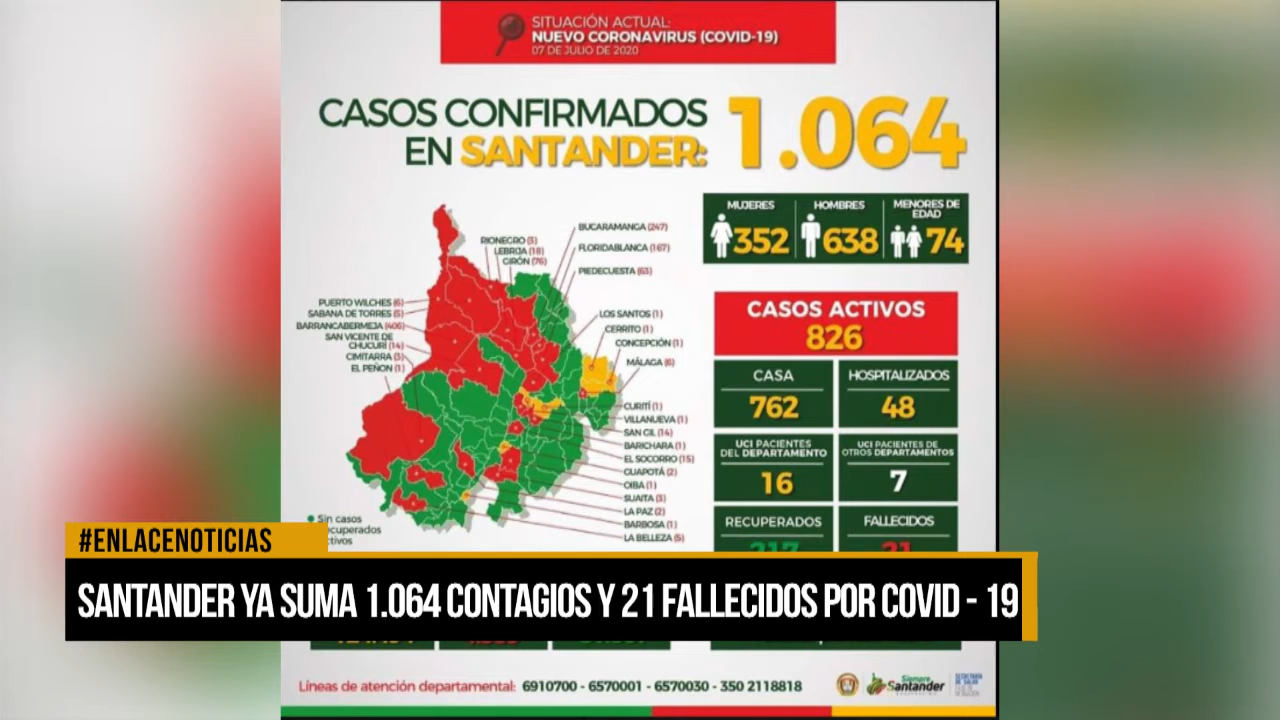 SITUACIÓN ACTUAL:
NUEVO CORONAVIRUS (COVID-19)
07 DE JULIO DE 2020
CASOS CONFIRMADOS
EN SANTANDER:
1.064
MUJERES
352
HOMBRES
638
MENORES DE
EDAD
74
RIONEGRO (3)
LEBRIJA (18)
GIRÓN (76)
BUCARAMANGA (247)
FLORIDABLANCA (167)
PIEDECUESTA (63)
PUERTO WILCHES (6)
SABANA DE TORRES (5)
BARRANCABERMEJA (406)
SAN VICENTE DE
CHUCURÍ (14)
CIMITARRA (3)
EL PEÑON (1)
LOS SANTOS (1)
CERRITO (1)
CONCEPCIÓN (1)
MÁLAGA (6)
CURITÍ (1)
VILLANUEVA (1)
SAN GIL (14)
BARICHARA (1)
EL SOCORRO (15)
GUAPOTÁ (2)
OIBA (1)
SUAITA (3)
LA PAZ (2)
BARBOSA (1)
LA BELLEZA (5)
CASOS ACTIVOS
826
CASA
762
HOSPITALIZADOS
48
UCI PACIENTES
DEL DEPARTAMENTO
16
UCI PACIENTES DE
OTROS DEPARTAMENTOS
7
RECUPERADOS
217
FALLECIDOS
21
Sin casos
#ENLACENOTICIAS
SANTANDER YA SUMA 1.064 CONTAGIOS Y 21 FALLECIDOS POR COVID - 19
Líneas de atención departamental: 6910700 - 6570001 - 6570030 - 350 2118818
Siempre
Santander